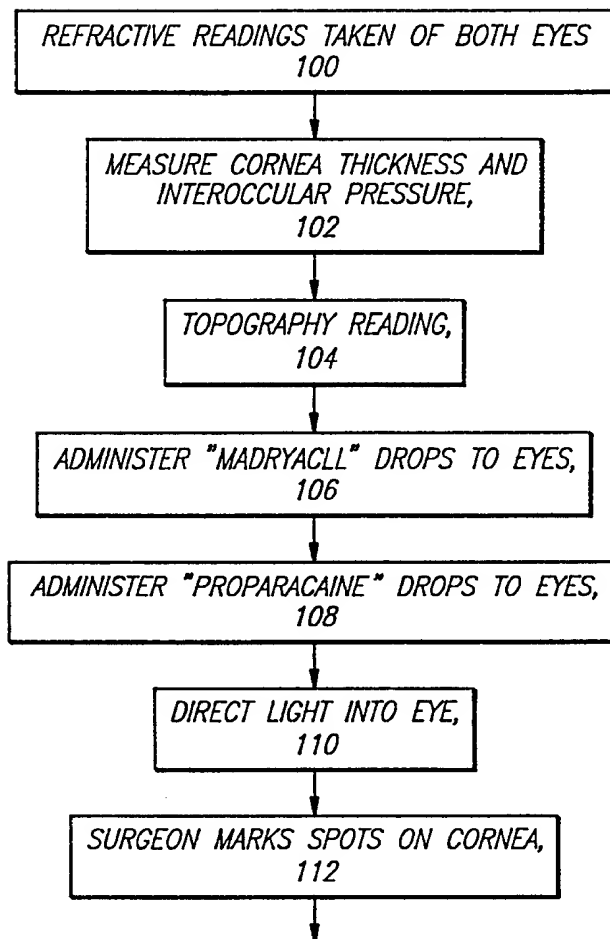 REFRACTIVE READINGS TAKEN OF BOTH EYES
100
MEASURE CORNEA THICKNESS AND
INTEROCCULAR PRESSURE,
102
TOPOGRAPHY READING,
104
ADMINISTER "MADRYACLL" DROPS TO EYES,
106
ADMINISTER "PROPARACAINE" DROPS TO EYES,
108
DIRECT LIGHT INTO EYE,
110
SURGEON MARKS SPOTS ON CORNEA,
112